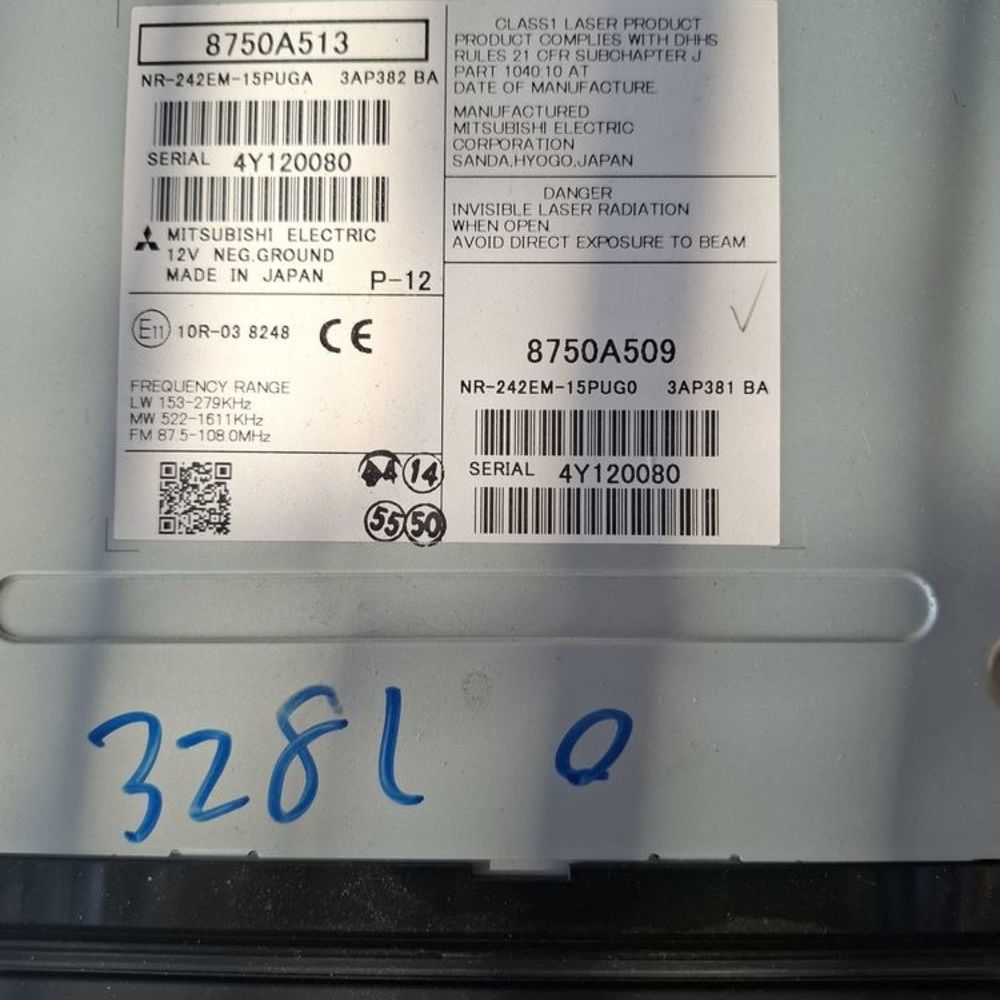 8750A513
NR-242EM-15PUGA 3AP382 BA
SERIAL 4Y120080
MITSUBISHI ELECTRIC
12V NEG.GROUND
MADE IN JAPAN P-12
E11 10R-03 8248 CE
FREQUENCY RANGE
LW 153-279KHz
MW 522-1611KHz
FM 87.5-108.0MHz
14
55 50
CLASS1 LASER PRODUCT
PRODUCT COMPLIES WITH DHHS
RULES 21 CFR SUBCHAPTER J
PART 1040.10 AT
DATE OF MANUFACTURE.
MANUFACTURED
MITSUBISHI ELECTRIC
CORPORATION
SANDA,HYOGO,JAPAN
DANGER
INVISIBLE LASER RADIATION
WHEN OPEN
AVOID DIRECT EXPOSURE TO BEAM
8750A509
NR-242EM-15PUG0 3AP381 BA
SERIAL 4Y120080
3281 0